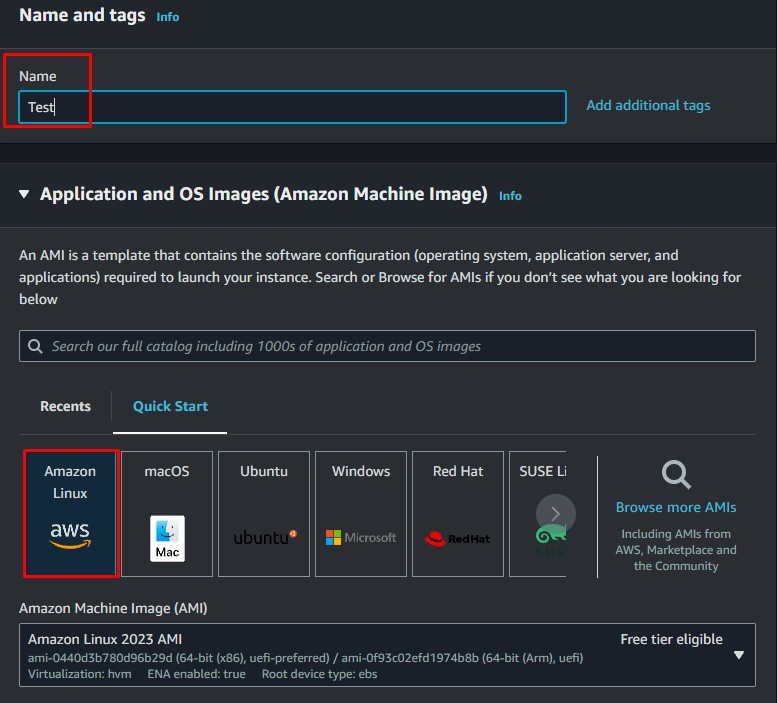 Name and tags Info
Name
Test
Add additional tags
Application and OS Images (Amazon Machine Image) Info
An AMI is a template that contains the software configuration (operating system, application server, and
applications) required to launch your instance. Search or Browse for AMIs if you don't see what you are looking for
below
Search our full catalog including 1000s of application and OS images
Recents
Quick Start
Amazon
Linux
aws
macOS
Mac
Ubuntu
ubuntu
Windows
Microsoft
Red Hat
Red Hat
SUSE Li
SUS
Browse more AMIs
Including AMIs from
AWS, Marketplace and
the Community
Amazon Machine Image (AMI)
Amazon Linux 2023 AMI
Free tier eligible
ami-0440d3b780d96b29d (64-bit (x86), uefi-preferred) / ami-0f93c02efd1974b8b (64-bit (Arm), uefi)
Virtualization: hvm ENA enabled: true Root device type: ebs